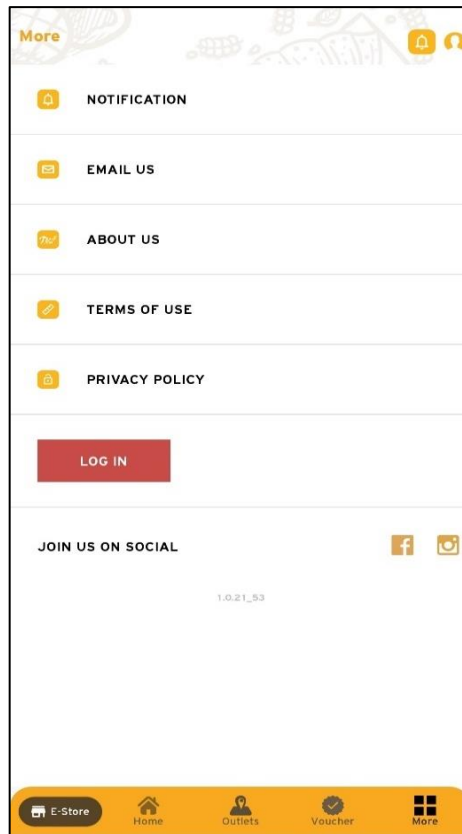 More
NOTIFICATION
EMAIL US
ABOUT US
TERMS OF USE
PRIVACY POLICY
LOG IN
JOIN US ON SOCIAL
1.0.21_53
E-Store
Home
Outlets
Voucher
More